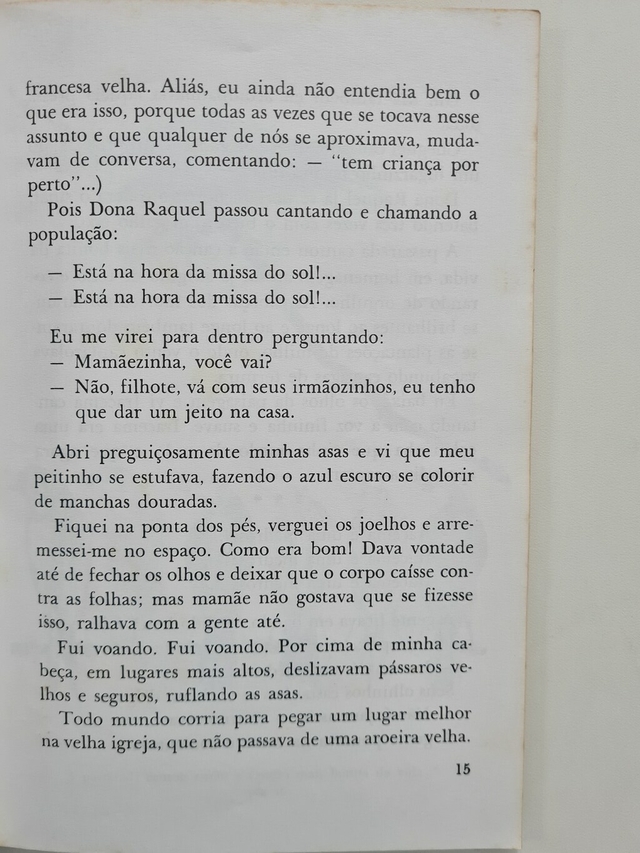 francesa velha. Aliás, eu ainda não entendia bem o
que era isso, porque todas as vezes que se tocava nesse
assunto e que qualquer de nós se aproximava, muda-
vam de conversa, comentando: — “tem criança por
perto”...)
Pois Dona Raquel passou cantando e chamando a
população:
— Está na hora da missa do sol!...
— Está na hora da missa do sol!...
Eu me virei para dentro perguntando:
— Mamãezinha, você vai?
— Não, filhote, vá com seus irmãozinhos, eu tenho
que dar um jeito na casa.
Abri preguiçosamente minhas asas e vi que meu
peitinho se estufava, fazendo o azul escuro se colorir
de manchas douradas.
Fiquei na ponta dos pés, verguei os joelhos e arre-
messei-me no espaço. Como era bom! Dava vontade
até de fechar os olhos e deixar que o corpo caísse con-
tra as folhas; mas mamãe não gostava que se fizesse
isso, ralhava com a gente até.
Fui voando. Fui voando. Por cima de minha ca-
beça, em lugares mais altos, deslizavam pássaros ve-
lhos e seguros, ruflando as asas.
Todo mundo corria para pegar um lugar melhor
na velha igreja, que não passava de uma aroeira velha.
15